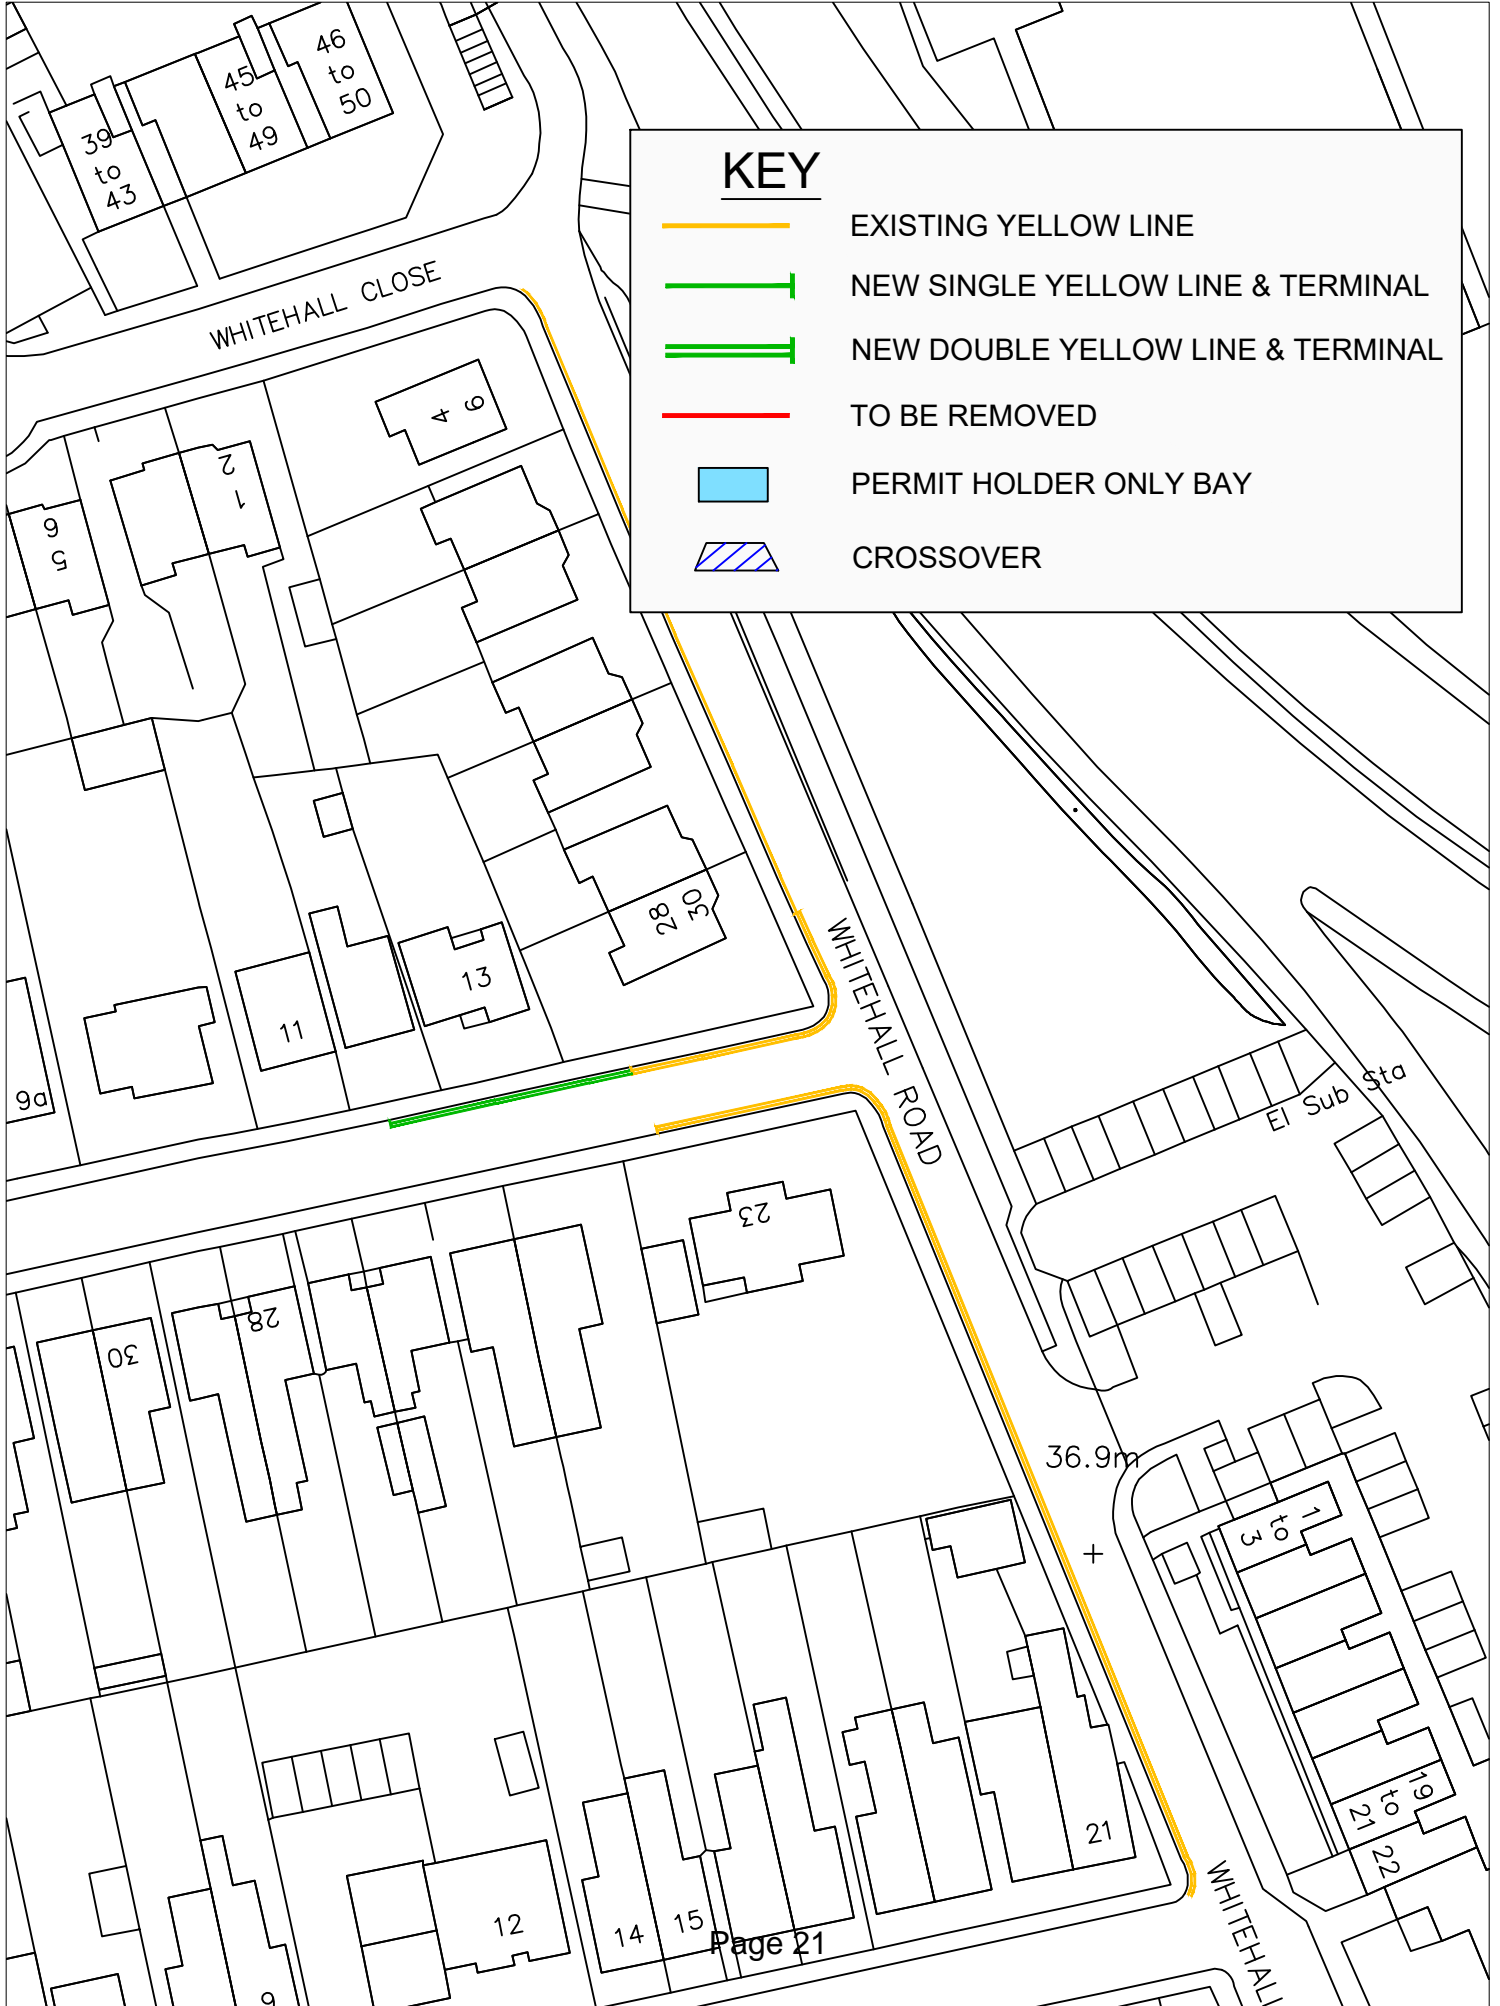 46
to
50
45
to
49
39
to
43
KEY
EXISTING YELLOW LINE
NEW SINGLE YELLOW LINE & TERMINAL
NEW DOUBLE YELLOW LINE & TERMINAL
TO BE REMOVED
PERMIT HOLDER ONLY BAY
CROSSOVER
WHITEHALL CLOSE
4
6
2
1
6
5
28
30
WHITEHALL ROAD
13
11
9a
El Sub Sta
23
28
30
36.9m
1
to
3
19
to
21
22
21
15
14
12
9
WHITEHALL
Page 21